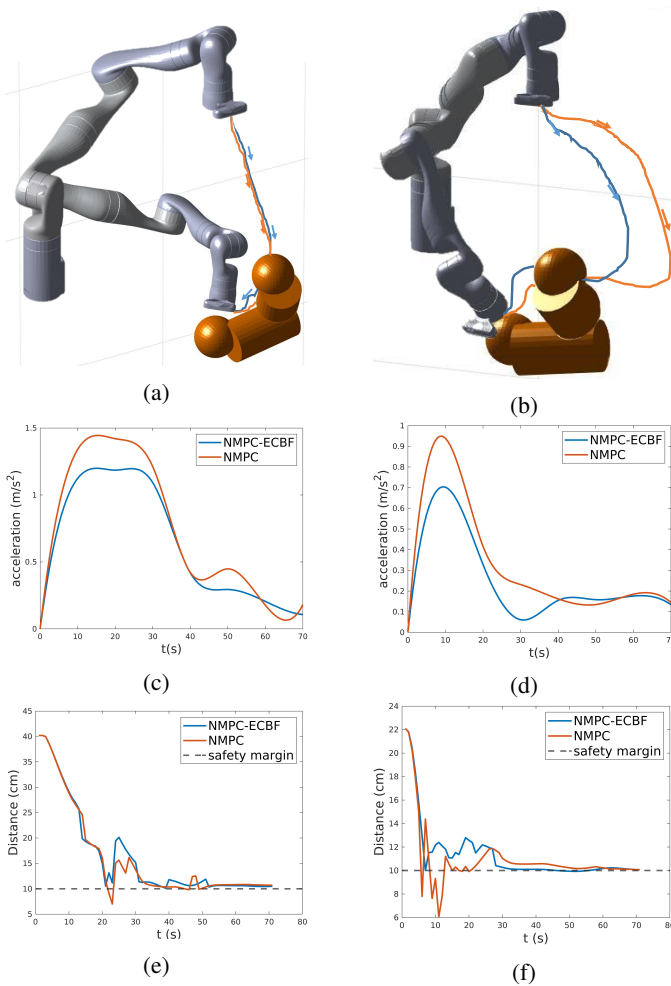 (a)
(b)
1.5
1
0.5
0
acceleration (m/s²)
NMPC-ECBF
NMPC
0 10 20 30 40 50 60 70
t(s)
(c)
1
0.9
0.8
0.7
0.6
0.5
0.4
0.3
0.2
0.1
0
acceleration (m/s²)
NMPC-ECBF
NMPC
0 10 20 30 40 50 60 70
t(s)
(d)
45
40
35
30
25
20
15
10
5
Distance (cm)
NMPC-ECBF
NMPC
safety margin
0 10 20 30 40 50 60 70 80
t (s)
(e)
24
22
20
18
16
14
12
10
8
6
Distance (cm)
NMPC-ECBF
NMPC
safety margin
0 10 20 30 40 50 60 70 80
t (s)
(f)